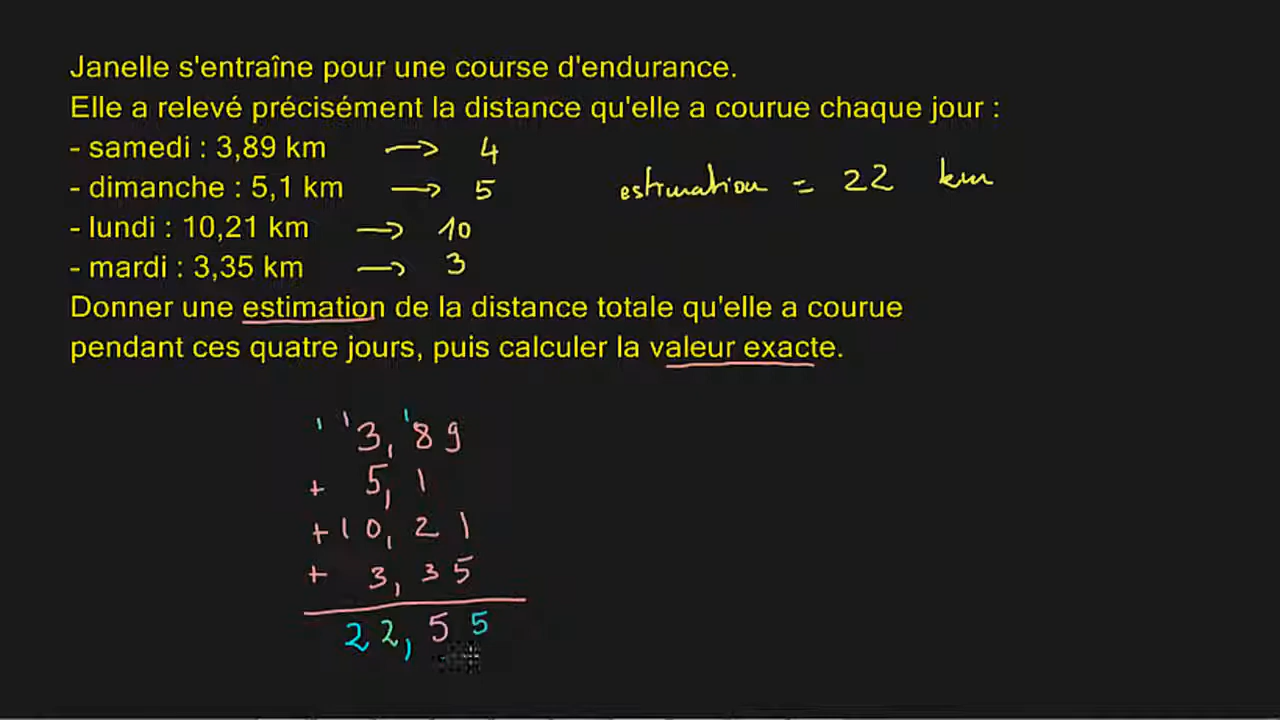 Janelle s'entraîne pour une course d'endurance.
Elle a relevé précisément la distance qu'elle a courue chaque jour :
- samedi : 3,89 km → 4
- dimanche : 5,1 km → 5
estimation = 22 km
- lundi : 10,21 km → 10
- mardi : 3,35 km → 3
Donner une estimation de la distance totale qu'elle a courue
pendant ces quatre jours, puis calculer la valeur exacte.
1 1 1
3,89
+ 5,1
+ 10,21
+ 3,35
22,55